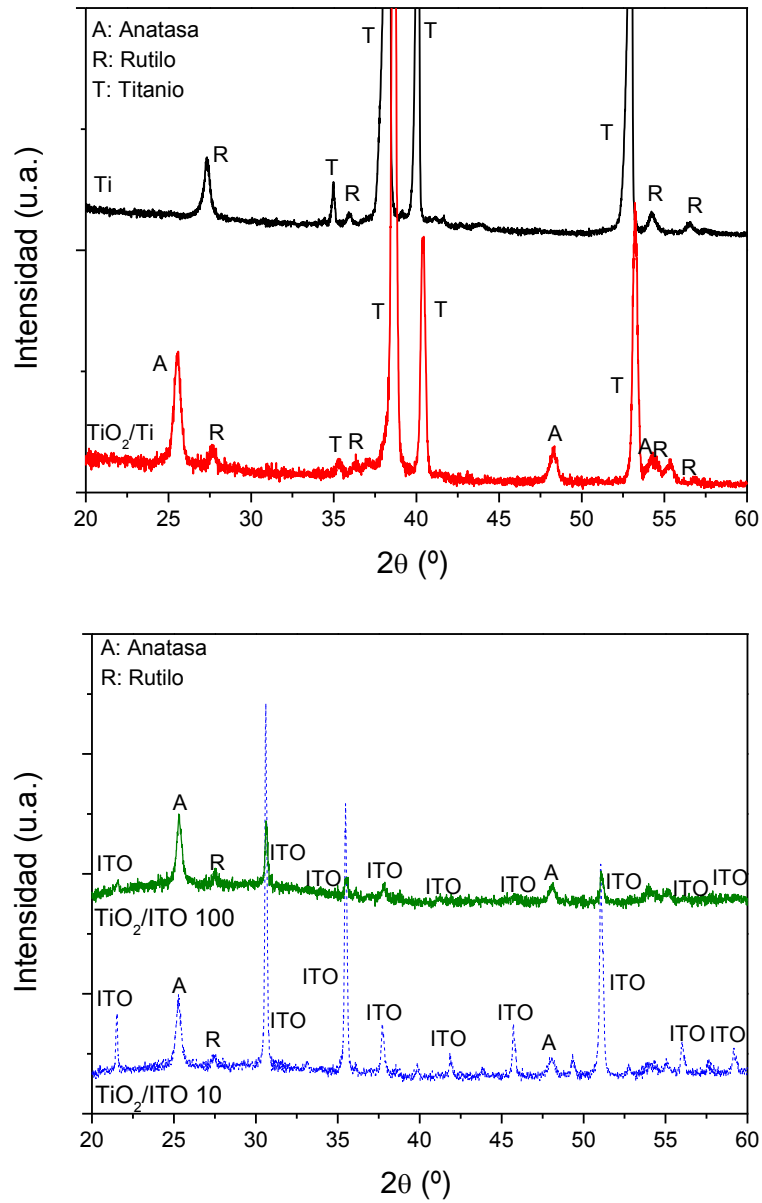 A: Anatasa
R: Rutilo
T: Titanio
T
T
R
T
R
T
R
R
Ti
A
R
T
R
T
T
A
T
A
R
R
TiO2/Ti
Intensidad (u.a.)
20 25 30 35 40 45 50 55 60
2θ (º)
A: Anatasa
R: Rutilo
ITO
A
R
ITO
ITO
ITO
ITO
ITO
A
ITO
ITO
ITO
TiO2/ITO 100
ITO
A
R
ITO
ITO
ITO
ITO
ITO
A
ITO
ITO
ITO
TiO2/ITO 10
Intensidad (u.a.)
20 25 30 35 40 45 50 55 60
2θ (º)